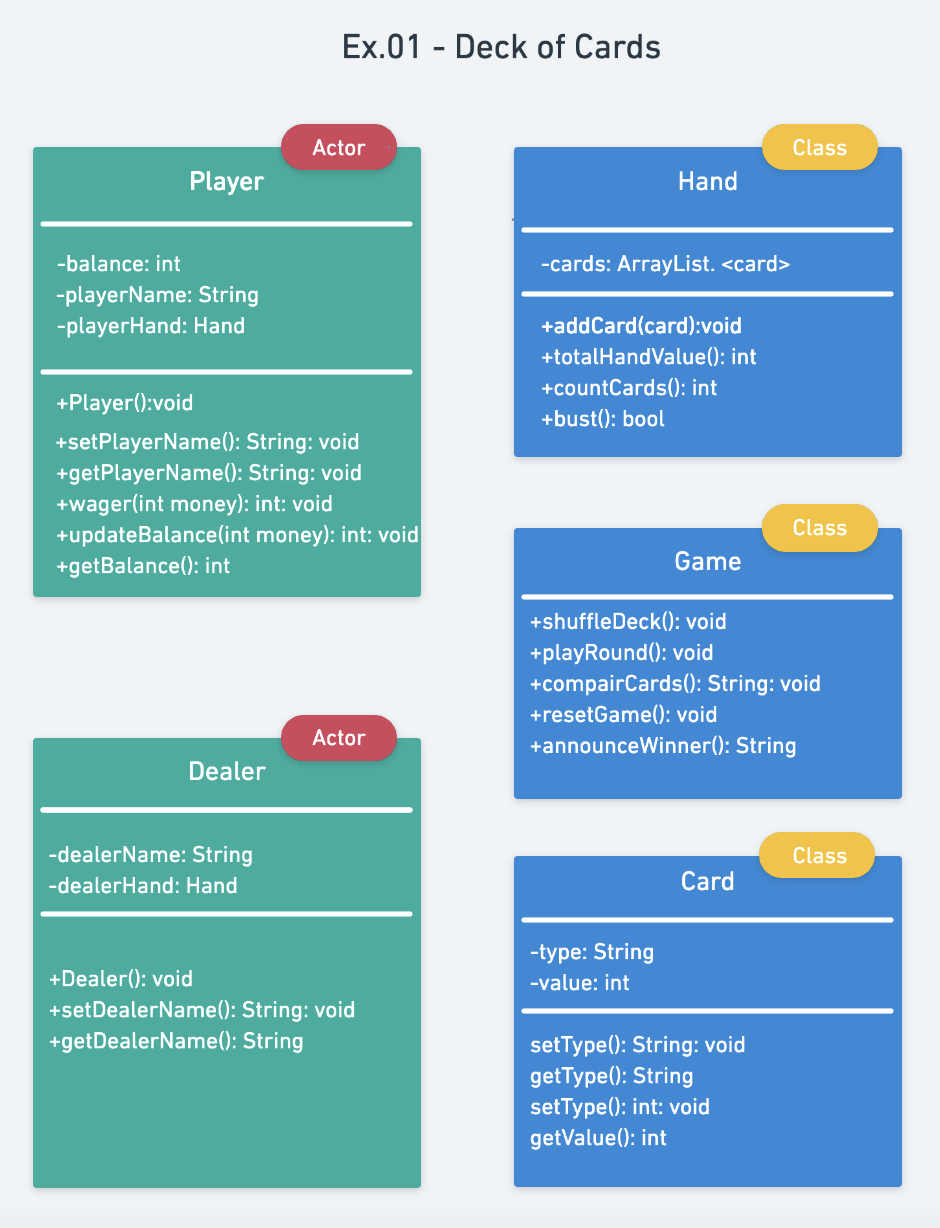 Ex.01 - Deck of Cards
Actor
Player
-balance: int
-playerName: String
-playerHand: Hand
+Player():void
+setPlayerName(): String: void
+getPlayerName(): String: void
+wager(int money): int: void
+updateBalance(int money): int: void
+getBalance(): int
Actor
Dealer
-dealerName: String
-dealerHand: Hand
+Dealer(): void
+setDealerName(): String: void
+getDealerName(): String
Class
Hand
-cards: ArrayList. <card>
+addCard(card):void
+totalHandValue(): int
+countCards(): int
+bust(): bool
Class
Game
+shuffleDeck(): void
+playRound(): void
+compairCards(): String: void
+resetGame(): void
+announceWinner(): String
Class
Card
-type: String
-value: int
setType(): String: void
getType(): String
setType(): int: void
getValue(): int